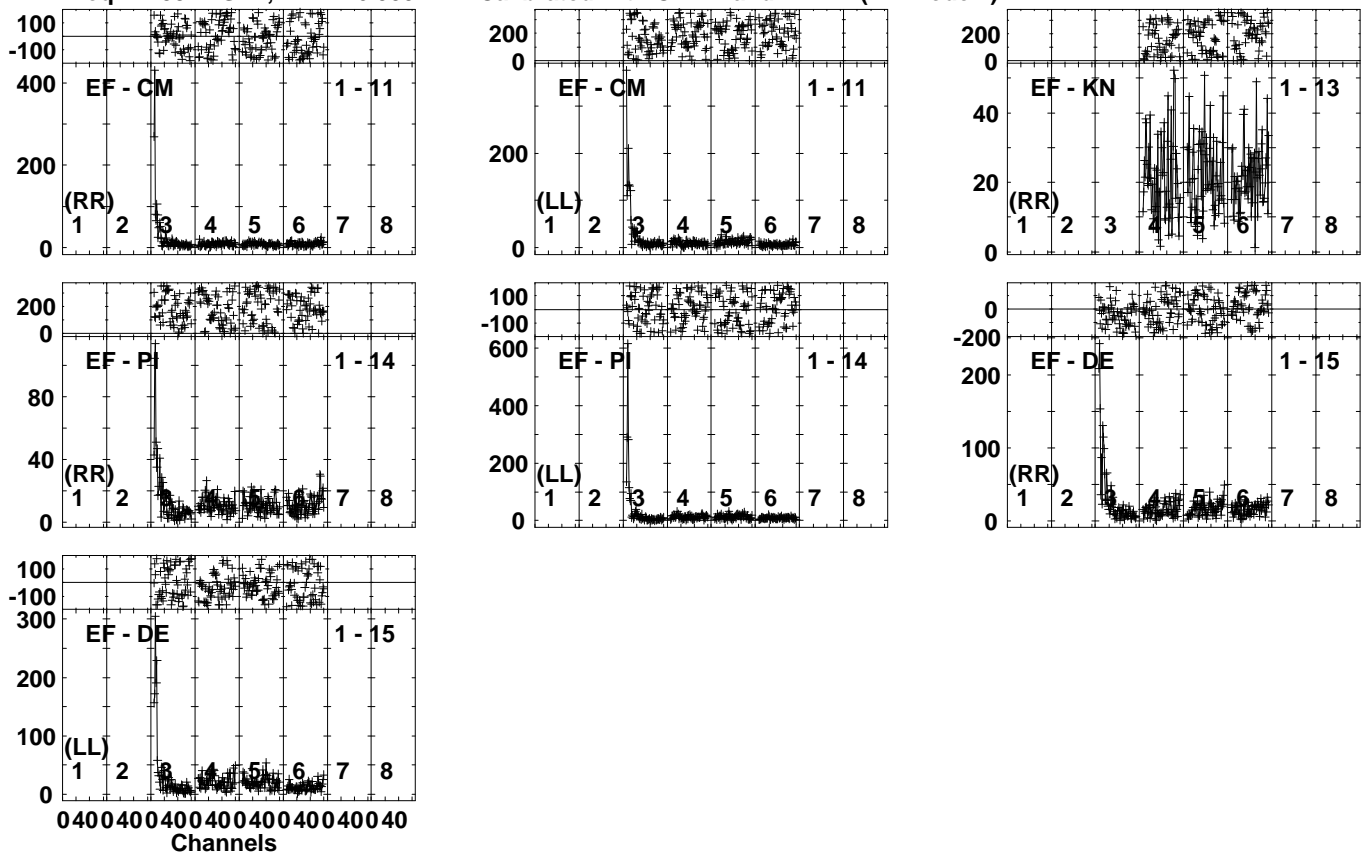 100
-100
400
200
0
EF - CM 1 - 11
(RR)
1 2 3 4 5 6 7 8
200
0
200
0
EF - CM 1 - 11
(LL)
1 2 3 4 5 6 7 8
200
0
40
20
0
EF - KN 1 - 13
(RR)
1 2 3 4 5 6 7 8
200
0
80
40
0
EF - PI 1 - 14
(RR)
1 2 3 4 5 6 7 8
100
-100
600
400
200
0
EF - PI 1 - 14
(LL)
1 2 3 4 5 6 7 8
0
-200
200
100
0
EF - DE 1 - 15
(RR)
1 2 3 4 5 6 7 8
100
-100
300
200
100
0
EF - DE 1 - 15
(LL)
1 2 3 4 5 6 7 8
0 40 0 40 0 40 0 40 0 40 0 40 0 40 0 40
Channels